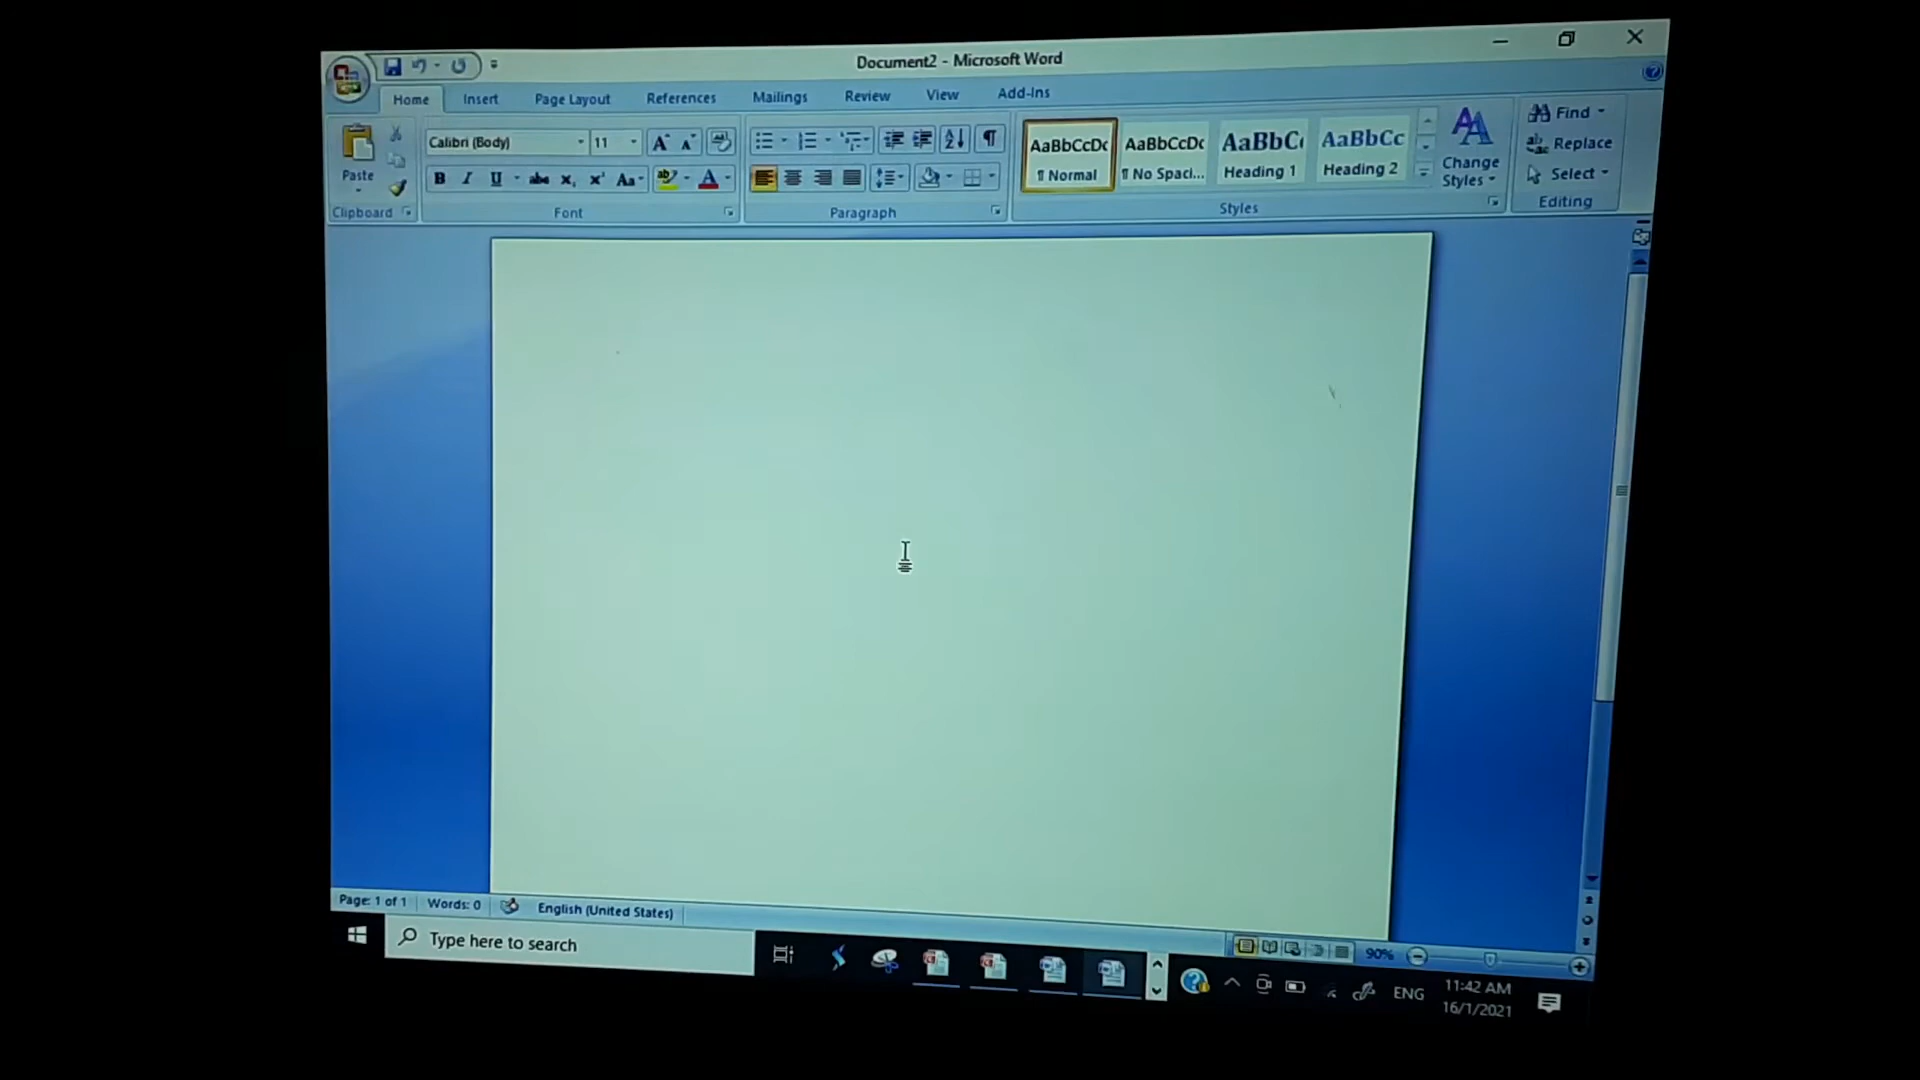 Document2 - Microsoft Word
Home Insert Page Layout References Mailings Review View Add-Ins
Paste
Clipboard
Calibri (Body) 11
B I U abc x, x' Aa
Font
Paragraph
AaBbCcDc AaBbCcDc AaBbC AaBbCc
¶ Normal ¶ No Spaci... Heading 1 Heading 2
Change
Styles
Styles
Find
Replace
Select
Editing
Page: 1 of 1 Words: 0 English (United States) 90%
Type here to search
ENG
11:42 AM
16/1/2021